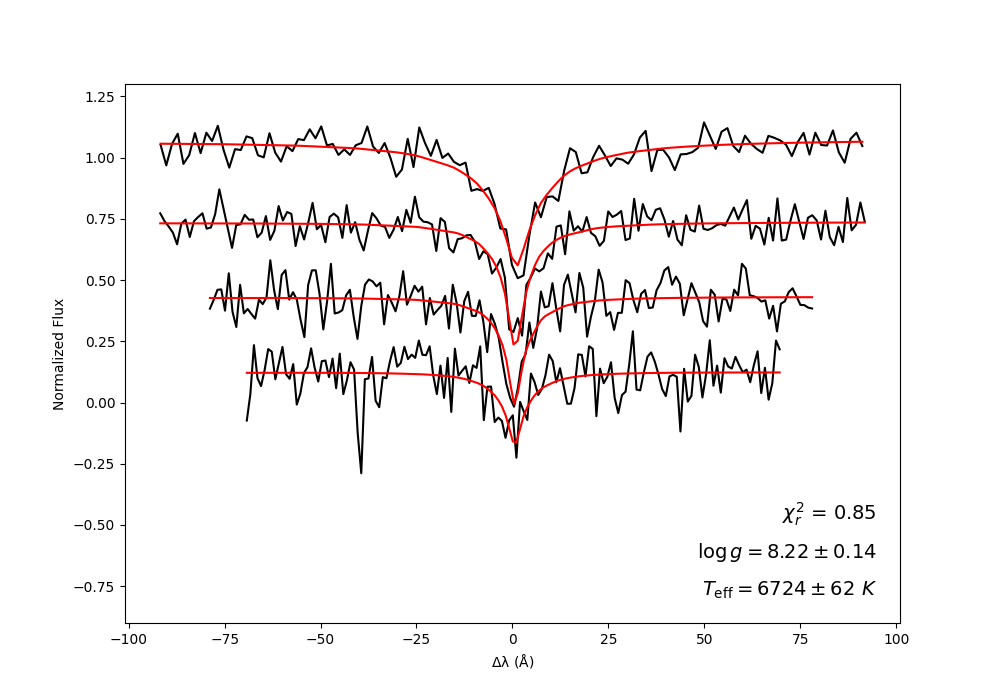 1.25
1.00
0.75
0.50
0.25
0.00
−0.25
−0.50
−0.75
Normalized Flux
χ²ᵣ = 0.85
log g = 8.22 ± 0.14
T_eff = 6724 ± 62 K
−100 −75 −50 −25 0 25 50 75 100
Δλ (Å)